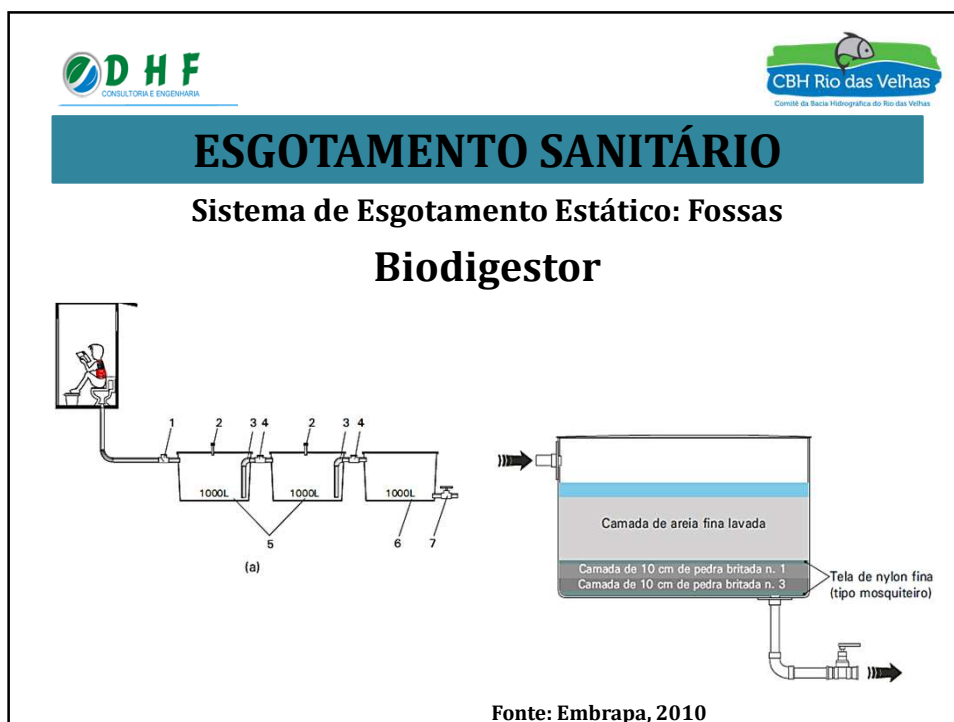 D H F
CONSULTORIA E ENGENHARIA
CBH Rio das Velhas
Comitê da Bacia Hidrográfica do Rio das Velhas
ESGOTAMENTO SANITÁRIO
Sistema de Esgotamento Estático: Fossas
Biodigestor
1 2 3 4 2 3 4
1000L 1000L 1000L
5 6 7
(a)
Camada de areia fina lavada
Camada de 10 cm de pedra britada n. 1
Camada de 10 cm de pedra britada n. 3
Tela de nylon fina
(tipo mosquiteiro)
Fonte: Embrapa, 2010